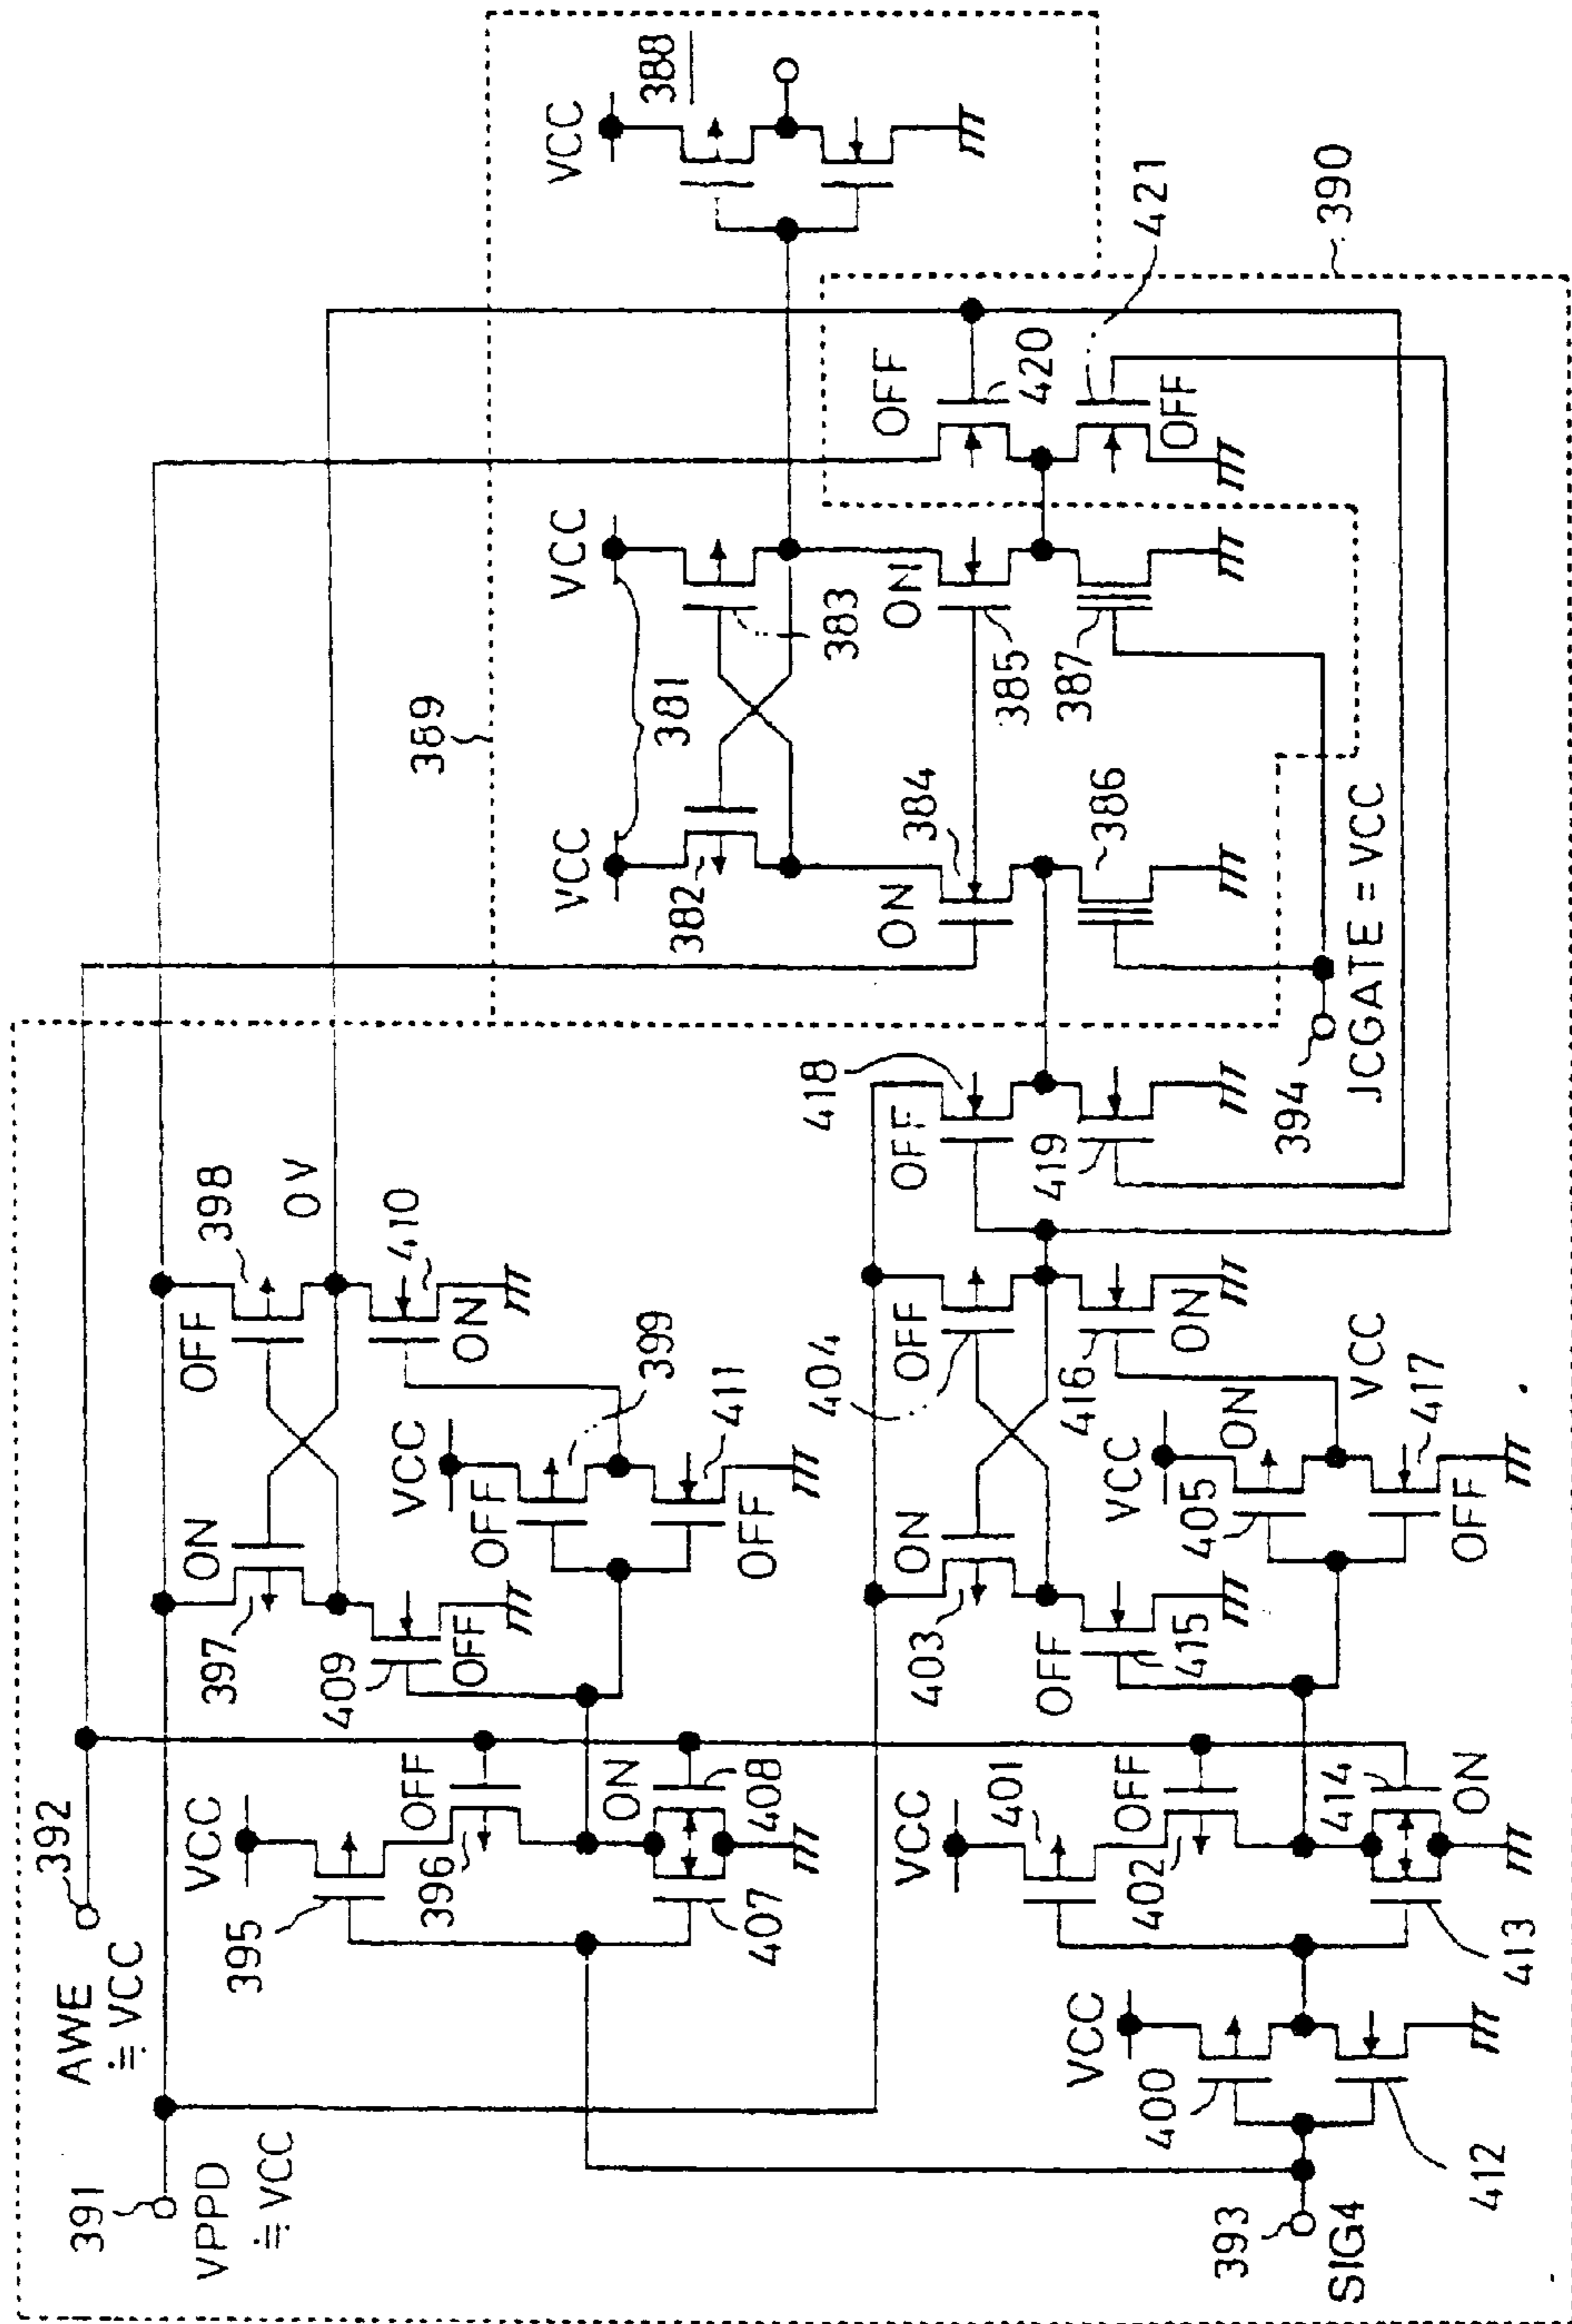 391
VPPD
≒ VCC
AWE
≒ VCC
392
VCC
395
OFF
396
ON
408
407
397
ON
OFF
398
0V
409
OFF
410
ON
VCC
OFF
399
411
OFF
393
SIG4
VCC
400
412
VCC
401
OFF
402
414
ON
413
403
ON
OFF
404
OFF
415
416
ON
VCC
ON
405
VCC
417
OFF
418
OFF
419
394
JCGATE = VCC
389
VCC
VCC
381
382
383
384
ON
ON
385
386
387
VCC
388
OFF
420
421
OFF
390